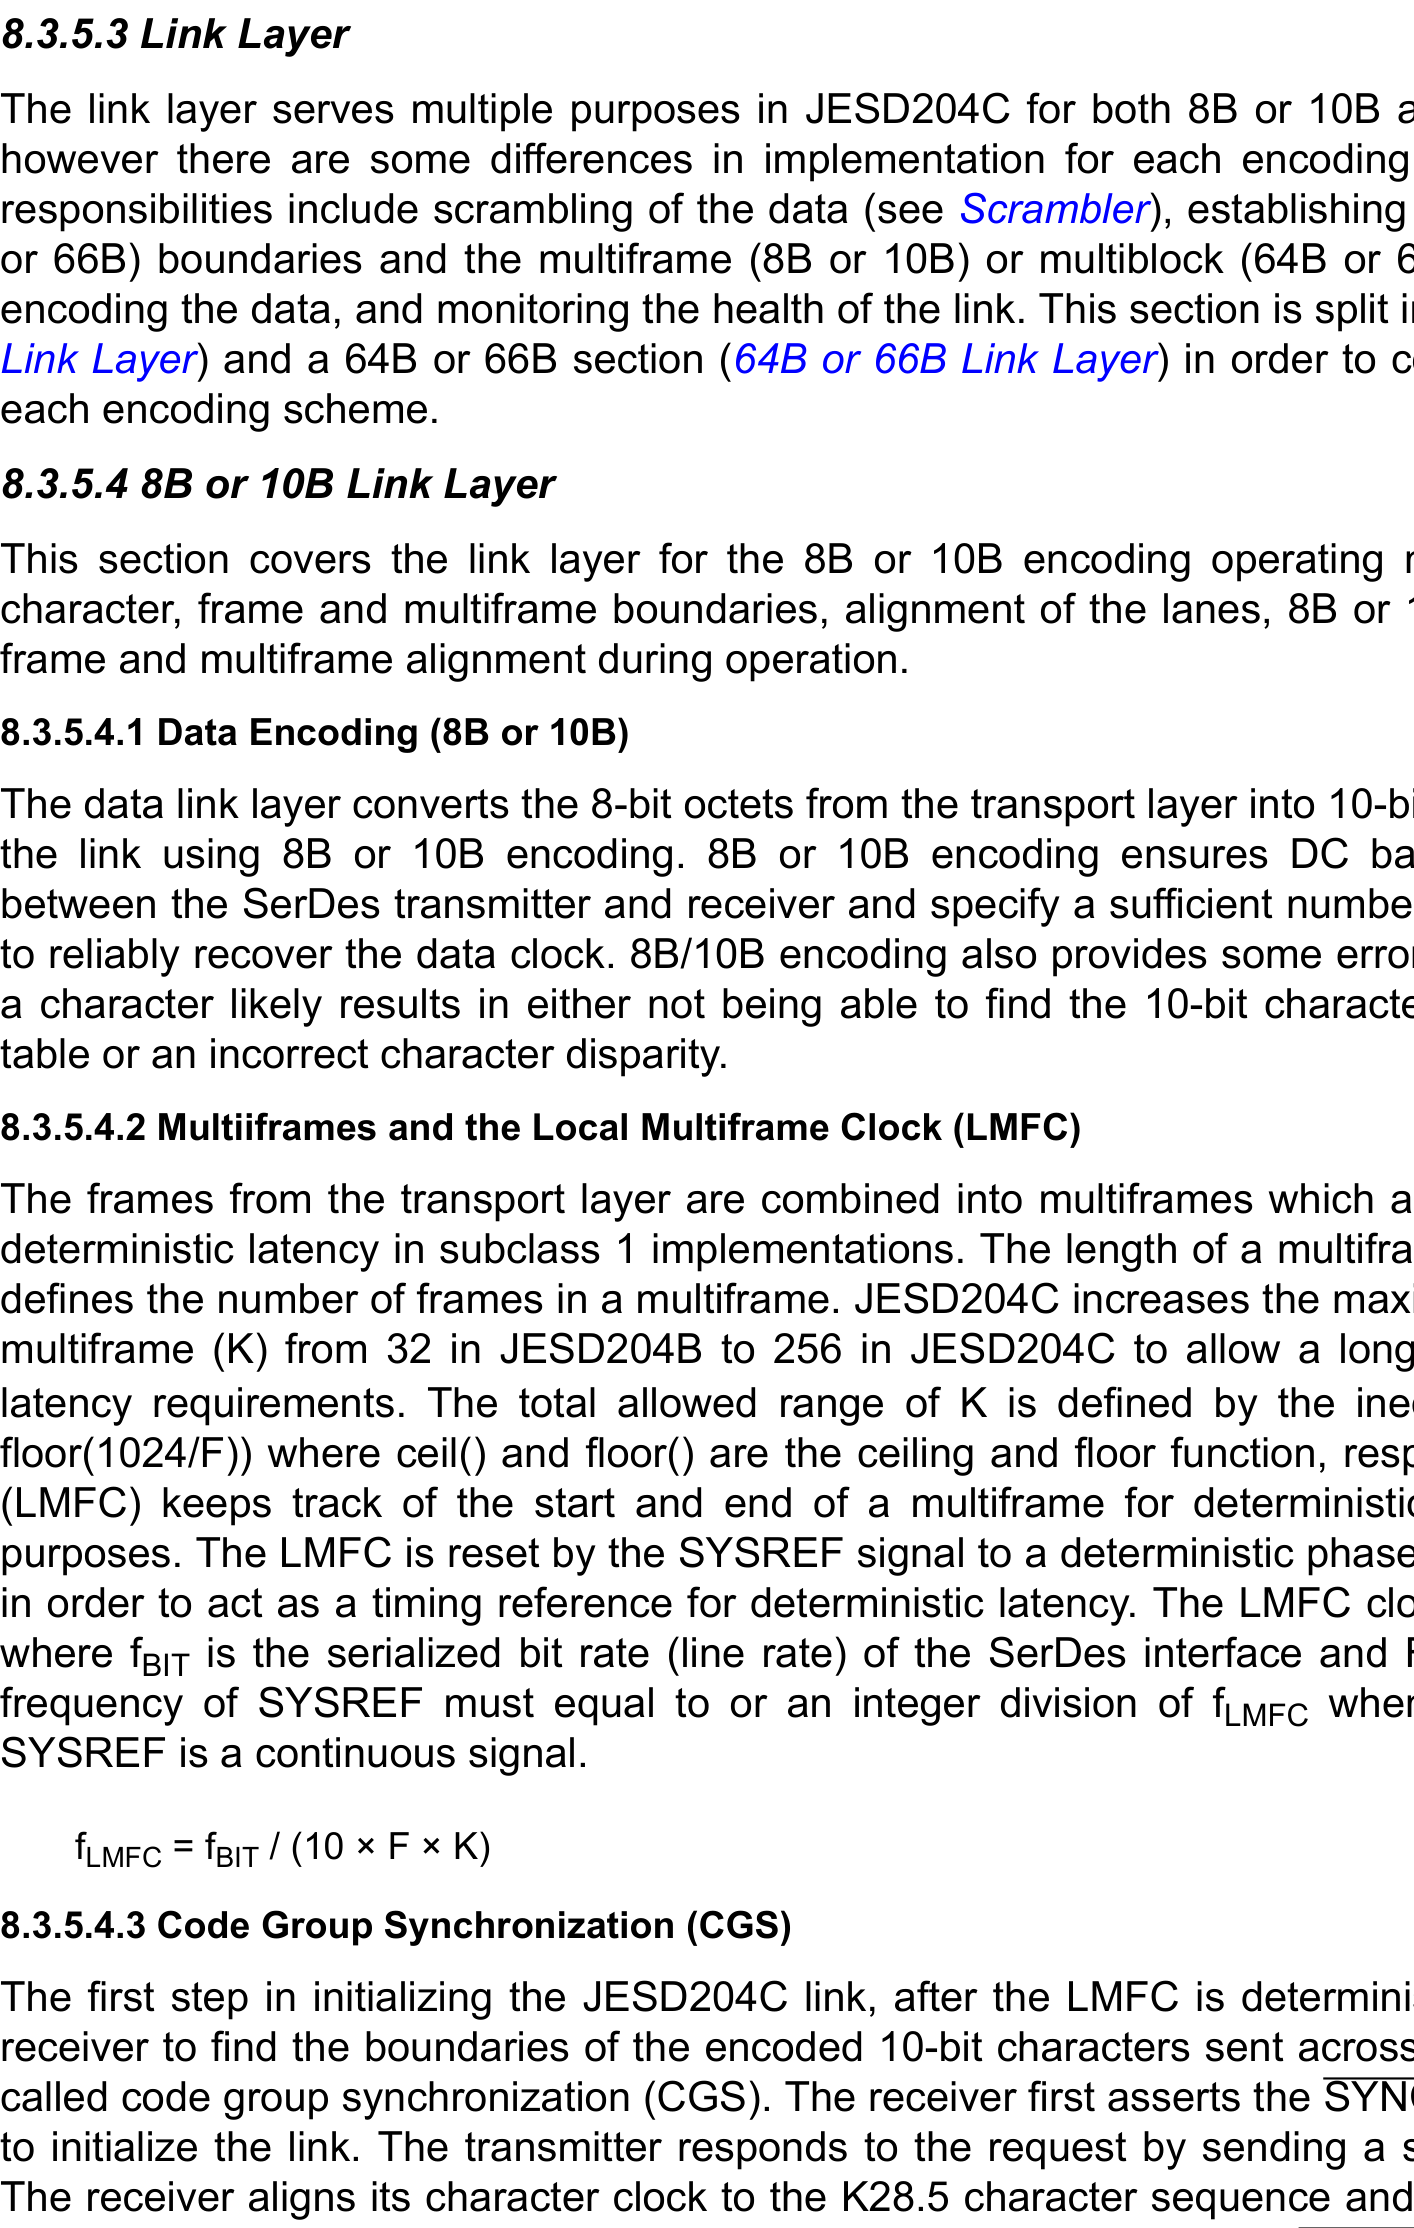 8.3.5.3 Link Layer
The link layer serves multiple purposes in JESD204C for both 8B or 10B
however there are some differences in implementation for each encoding
responsibilities include scrambling of the data (see Scrambler), establishing
or 66B) boundaries and the multiframe (8B or 10B) or multiblock (64B or
encoding the data, and monitoring the health of the link. This section is split
Link Layer) and a 64B or 66B section (64B or 66B Link Layer) in order to
each encoding scheme.
8.3.5.4 8B or 10B Link Layer
This section covers the link layer for the 8B or 10B encoding operating
character, frame and multiframe boundaries, alignment of the lanes, 8B or
frame and multiframe alignment during operation.
8.3.5.4.1 Data Encoding (8B or 10B)
The data link layer converts the 8-bit octets from the transport layer into 10-bi
the link using 8B or 10B encoding. 8B or 10B encoding ensures DC ba
between the SerDes transmitter and receiver and specify a sufficient numbe
to reliably recover the data clock. 8B/10B encoding also provides some error
a character likely results in either not being able to find the 10-bit characte
table or an incorrect character disparity.
8.3.5.4.2 Multiiframes and the Local Multiframe Clock (LMFC)
The frames from the transport layer are combined into multiframes which a
deterministic latency in subclass 1 implementations. The length of a multifra
defines the number of frames in a multiframe. JESD204C increases the maxi
multiframe (K) from 32 in JESD204B to 256 in JESD204C to allow a long
latency requirements. The total allowed range of K is defined by the ine
floor(1024/F)) where ceil() and floor() are the ceiling and floor function, resp
(LMFC) keeps track of the start and end of a multiframe for deterministic
purposes. The LMFC is reset by the SYSREF signal to a deterministic phase
in order to act as a timing reference for deterministic latency. The LMFC clo
where fBIT is the serialized bit rate (line rate) of the SerDes interface and
frequency of SYSREF must equal to or an integer division of fLMFC when
SYSREF is a continuous signal.
fLMFC = fBIT / (10 × F × K)
8.3.5.4.3 Code Group Synchronization (CGS)
The first step in initializing the JESD204C link, after the LMFC is determini
receiver to find the boundaries of the encoded 10-bit characters sent across
called code group synchronization (CGS). The receiver first asserts the SYN
to initialize the link. The transmitter responds to the request by sending a s
The receiver aligns its character clock to the K28.5 character sequence and